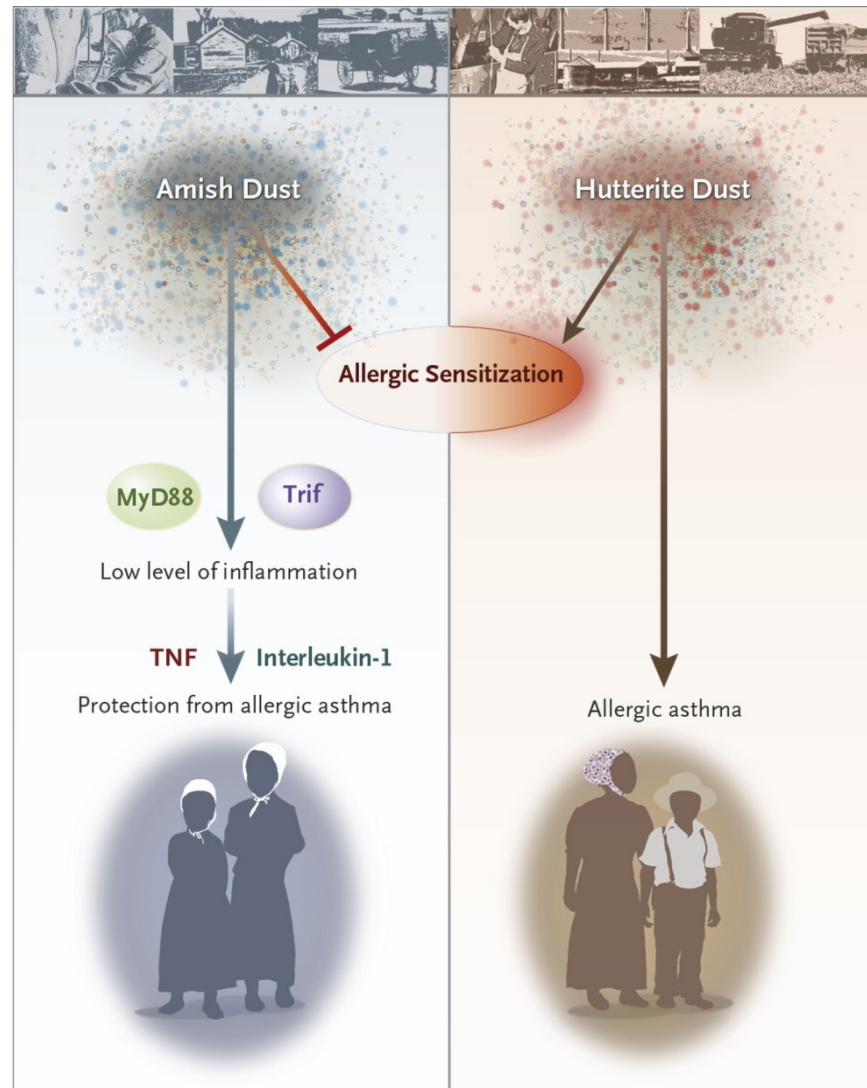 Amish Dust
Hutterite Dust
Allergic Sensitization
MyD88
Trif
Low level of inflammation
TNF
Interleukin-1
Protection from allergic asthma
Allergic asthma